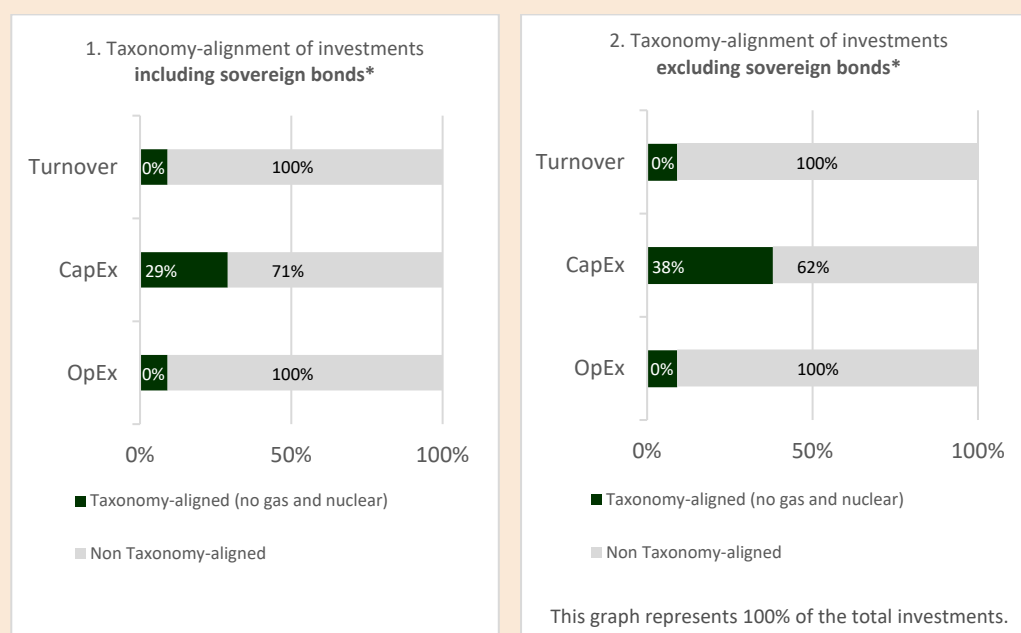 1. Taxonomy-alignment of investments
including sovereign bonds*
Turnover
0%
100%
CapEx
29%
71%
OpEx
0%
100%
0%
50%
100%
Taxonomy-aligned (no gas and nuclear)
Non Taxonomy-aligned
2. Taxonomy-alignment of investments
excluding sovereign bonds*
Turnover
0%
100%
CapEx
38%
62%
OpEx
0%
100%
0%
50%
100%
Taxonomy-aligned (no gas and nuclear)
Non Taxonomy-aligned
This graph represents 100% of the total investments.